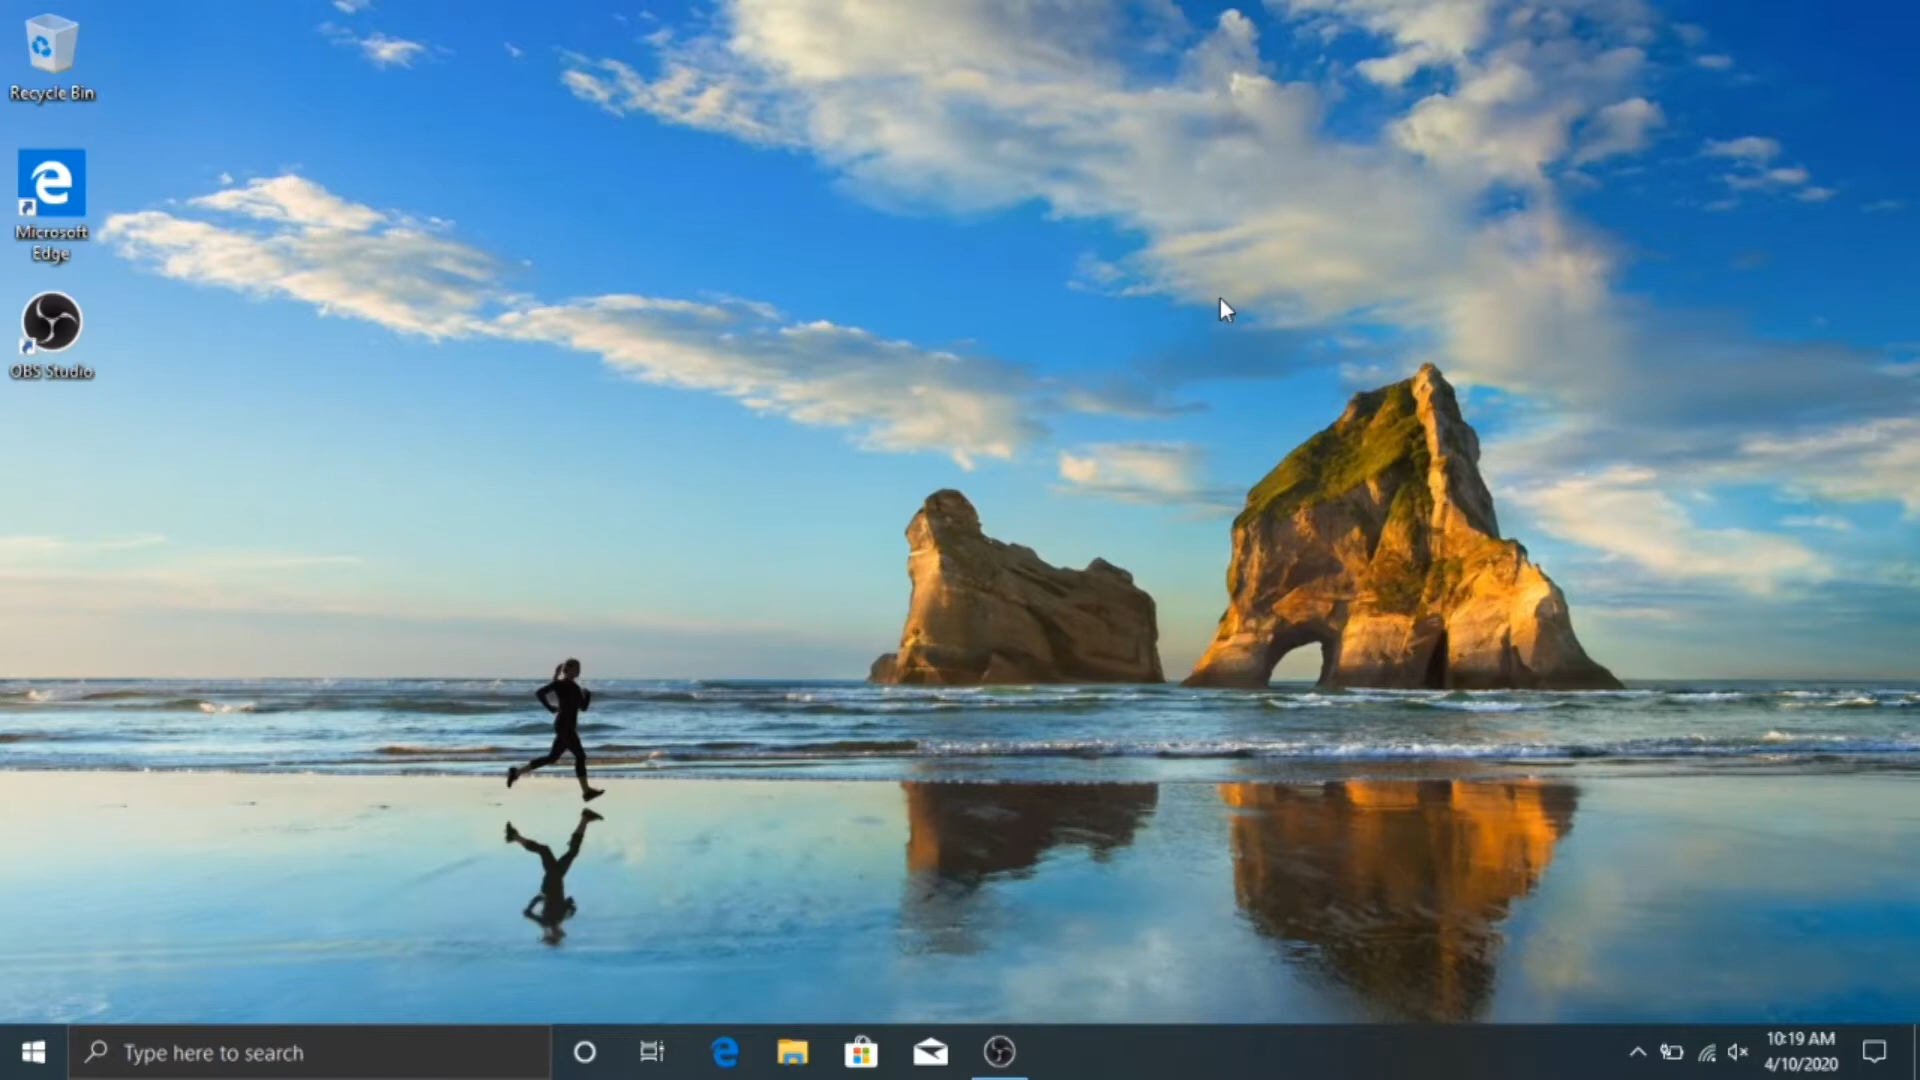 Recycle Bin
Microsoft
Edge
OBS Studio
Type here to search
10:19 AM
4/10/2020